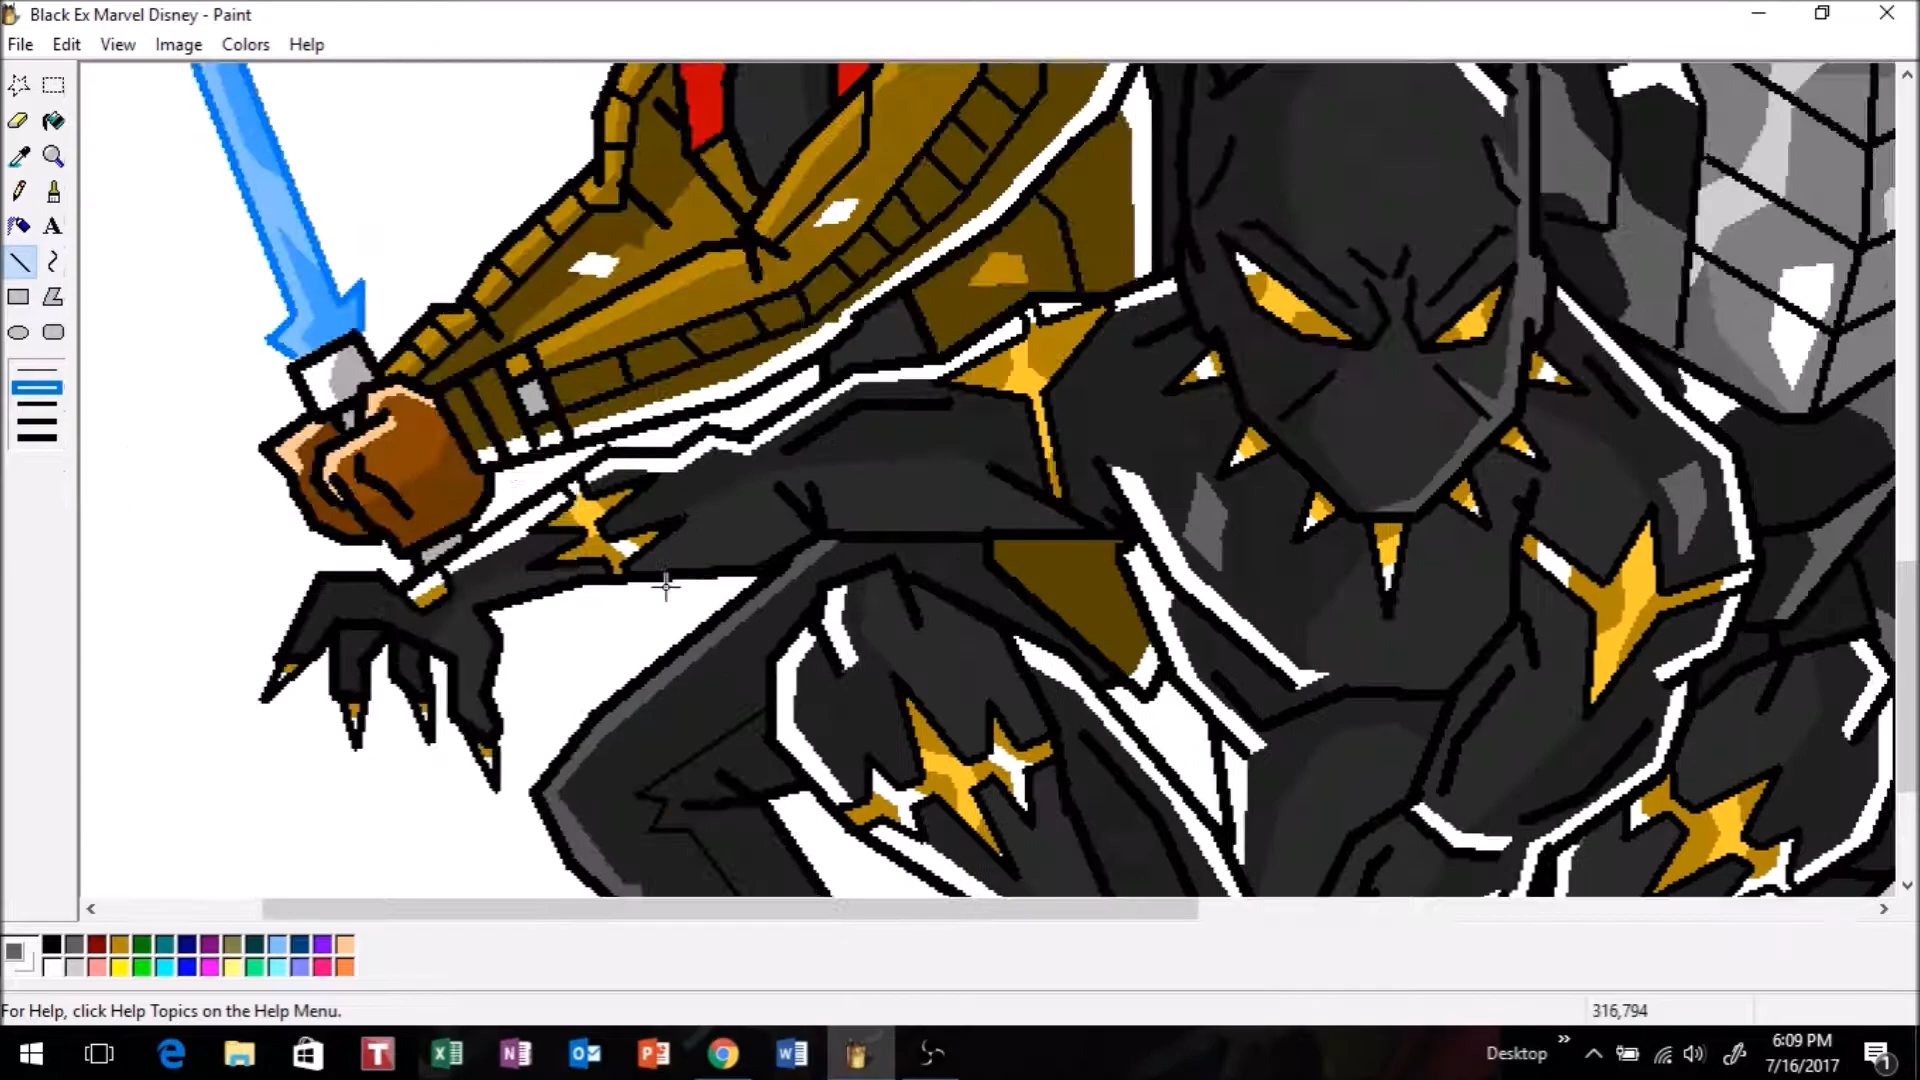 Black Ex Marvel Disney - Paint
File Edit View Image Colors Help
A
For Help, click Help Topics on the Help Menu.
316,794
Desktop
6:09 PM
7/16/2017
1